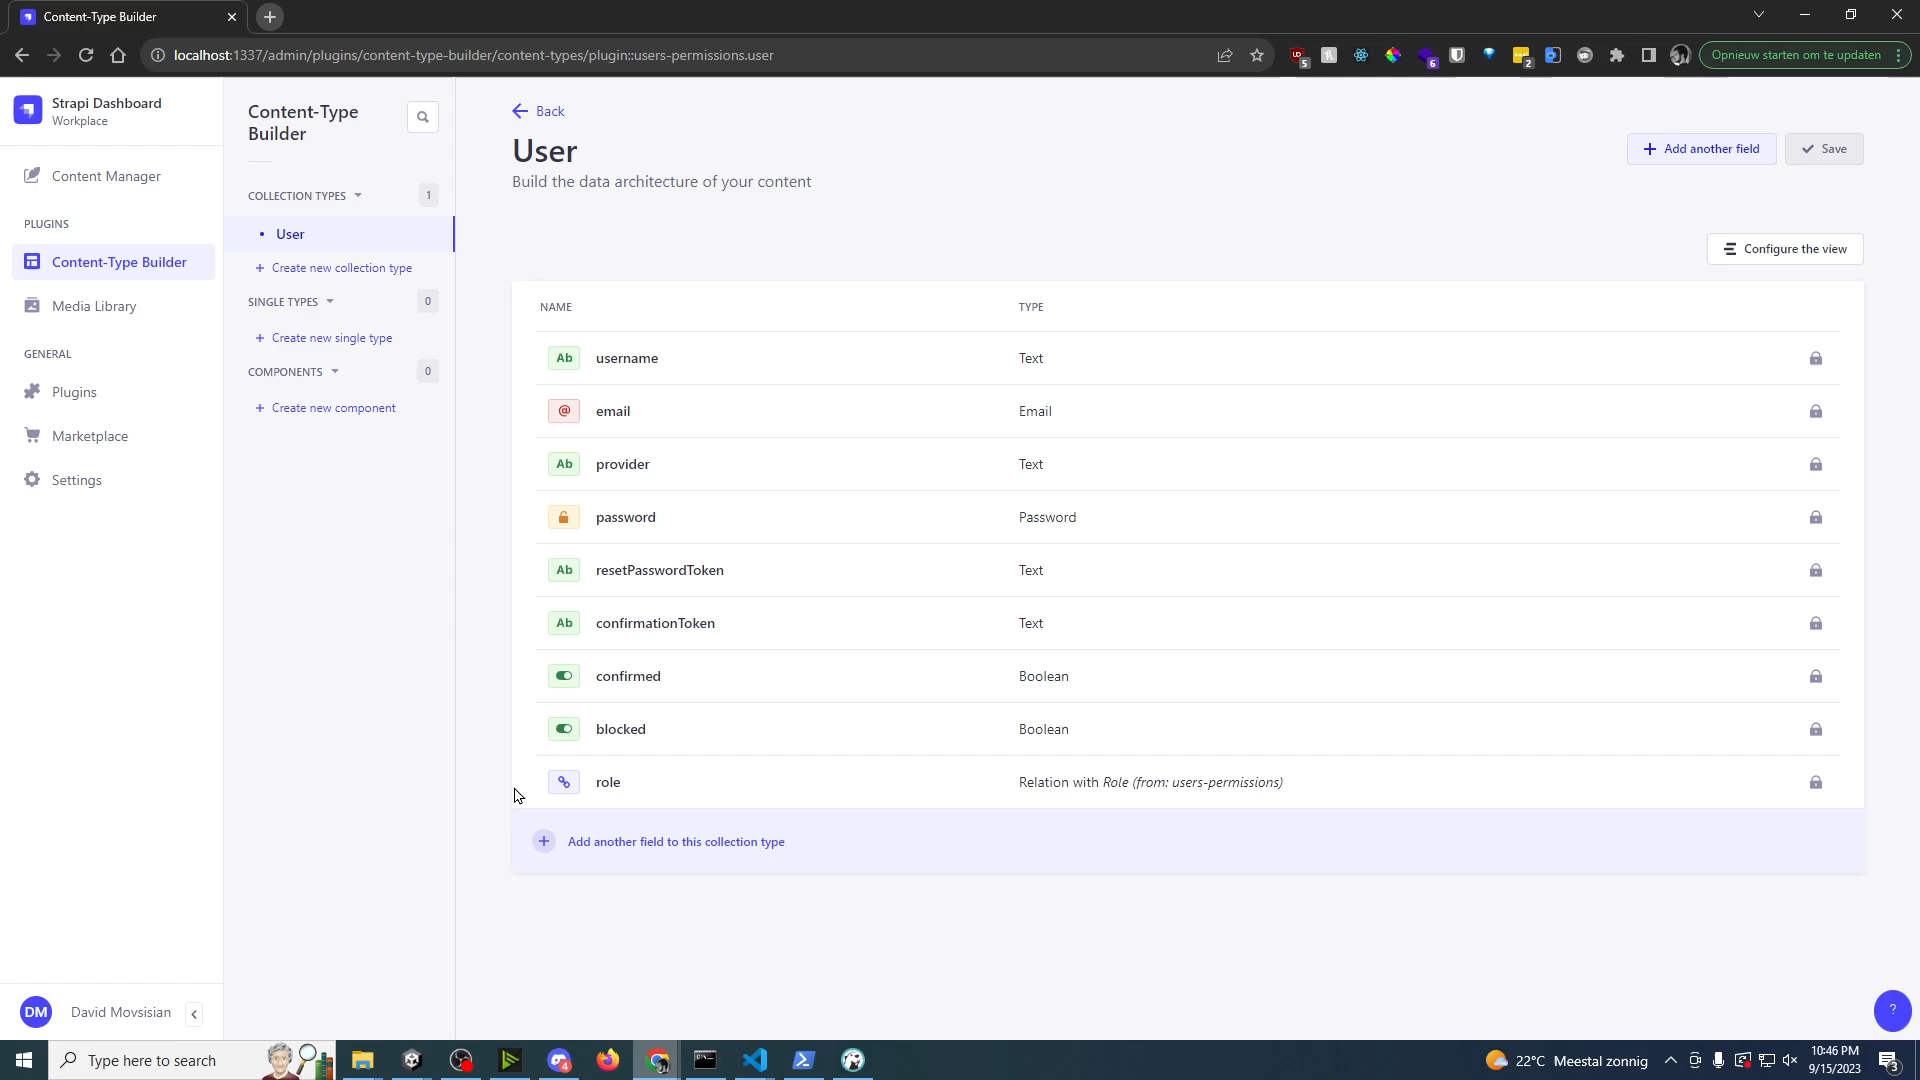 Content-Type Builder
localhost:1337/admin/plugins/content-type-builder/content-types/plugin::users-permissions.user
5
6
2
Opnieuw starten om te updaten
Strapi Dashboard
Workplace
Content Manager
PLUGINS
Content-Type Builder
Media Library
GENERAL
Plugins
Marketplace
Settings
DM
David Movsisian
Content-Type
Builder
COLLECTION TYPES
1
User
Create new collection type
SINGLE TYPES
0
Create new single type
COMPONENTS
0
Create new component
Back
User
Build the data architecture of your content
Add another field
Save
Configure the view
NAME
TYPE
Ab
username
Text
@
email
Email
Ab
provider
Text
password
Password
Ab
resetPasswordToken
Text
Ab
confirmationToken
Text
confirmed
Boolean
blocked
Boolean
role
Relation with Role (from: users-permissions)
Add another field to this collection type
?
Type here to search
4
22°C
Meestal zonnig
10:46 PM
9/15/2023
3